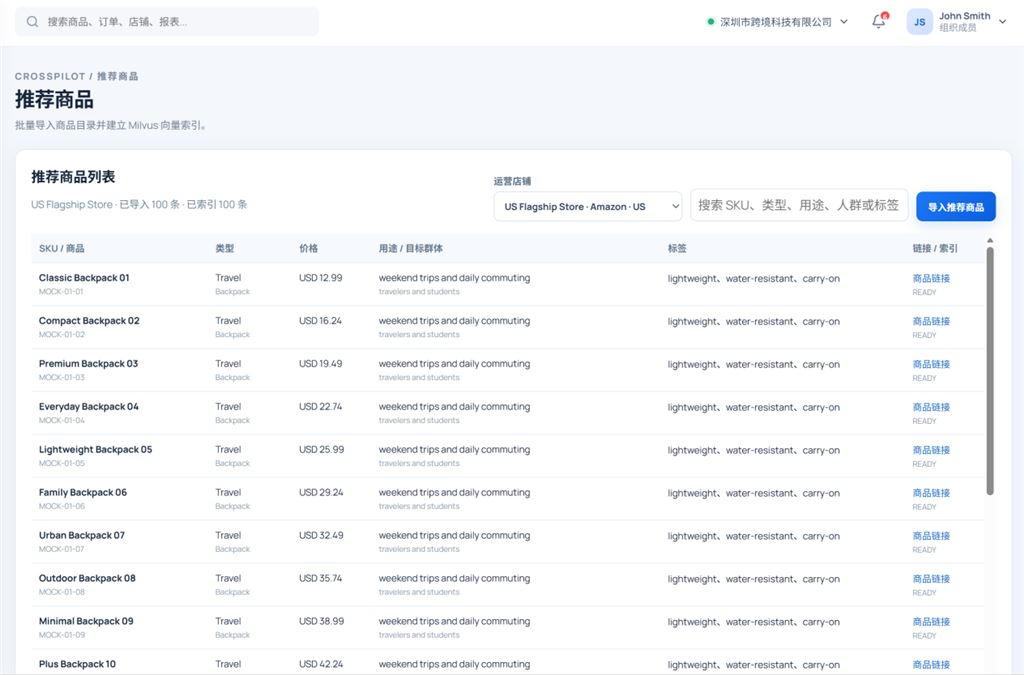 搜索商品、订单、店铺、报表...
深圳市跨境科技有限公司
6
JS
John Smith
组织成员
CROSSPILOT / 推荐商品
推荐商品
批量导入商品目录并建立 Milvus 向量索引。
推荐商品列表
US Flagship Store · 已导入 100 条 · 已索引 100 条
运营店铺
US Flagship Store · Amazon · US
搜索 SKU、类型、用途、人群或标签
导入推荐商品
SKU / 商品 类型 价格 用途 / 目标群体 标签 链接 / 索引
Classic Backpack 01 Travel USD 12.99 weekend trips and daily commuting lightweight、water-resistant、carry-on 商品链接
MOCK-01-01 Backpack travelers and students READY
Compact Backpack 02 Travel USD 16.24 weekend trips and daily commuting lightweight、water-resistant、carry-on 商品链接
MOCK-01-02 Backpack travelers and students READY
Premium Backpack 03 Travel USD 19.49 weekend trips and daily commuting lightweight、water-resistant、carry-on 商品链接
MOCK-01-03 Backpack travelers and students READY
Everyday Backpack 04 Travel USD 22.74 weekend trips and daily commuting lightweight、water-resistant、carry-on 商品链接
MOCK-01-04 Backpack travelers and students READY
Lightweight Backpack 05 Travel USD 25.99 weekend trips and daily commuting lightweight、water-resistant、carry-on 商品链接
MOCK-01-05 Backpack travelers and students READY
Family Backpack 06 Travel USD 29.24 weekend trips and daily commuting lightweight、water-resistant、carry-on 商品链接
MOCK-01-06 Backpack travelers and students READY
Urban Backpack 07 Travel USD 32.49 weekend trips and daily commuting lightweight、water-resistant、carry-on 商品链接
MOCK-01-07 Backpack travelers and students READY
Outdoor Backpack 08 Travel USD 35.74 weekend trips and daily commuting lightweight、water-resistant、carry-on 商品链接
MOCK-01-08 Backpack travelers and students READY
Minimal Backpack 09 Travel USD 38.99 weekend trips and daily commuting lightweight、water-resistant、carry-on 商品链接
MOCK-01-09 Backpack travelers and students READY
Plus Backpack 10 Travel USD 42.24 weekend trips and daily commuting lightweight、water-resistant、carry-on 商品链接